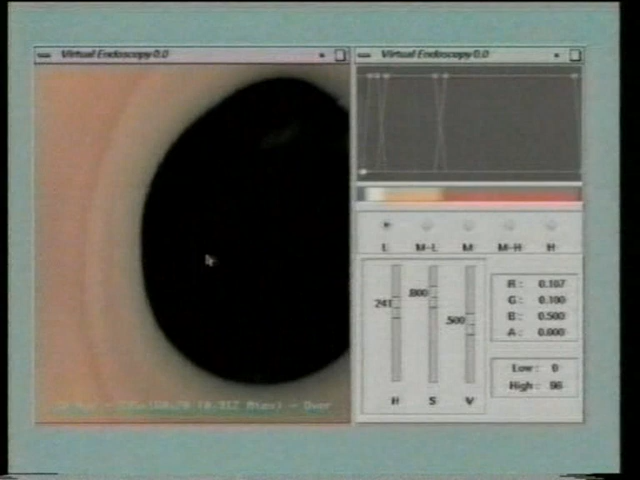 Virtual Endoscopy 0.0
Virtual Endoscopy 0.0
L M-L M M-H H
241 .800 .500
H S V
R: 0.107
G: 0.100
B: 0.500
A: 0.000
Low: 0
High: 96